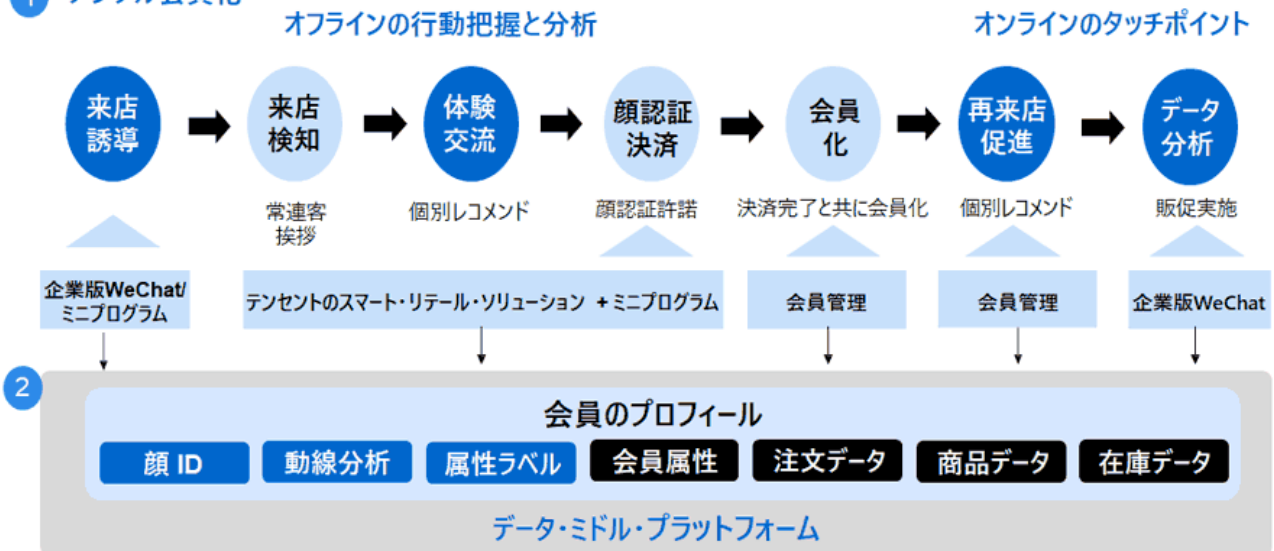 1
オフラインの行動把握と分析
オンラインのタッチポイント
来店
誘導
来店
検知
体験
交流
顔認証
決済
会員
化
再来店
促進
データ
分析
常連客
挨拶
個別レコメンド
顔認証許諾
決済完了と共に会員化
個別レコメンド
販促実施
企業版WeChat/
ミニプログラム
テンセントのスマート・リテール・ソリューション + ミニプログラム
会員管理
会員管理
企業版WeChat
2
会員のプロフィール
顔 ID
動線分析
属性ラベル
会員属性
注文データ
商品データ
在庫データ
データ・ミドル・プラットフォーム